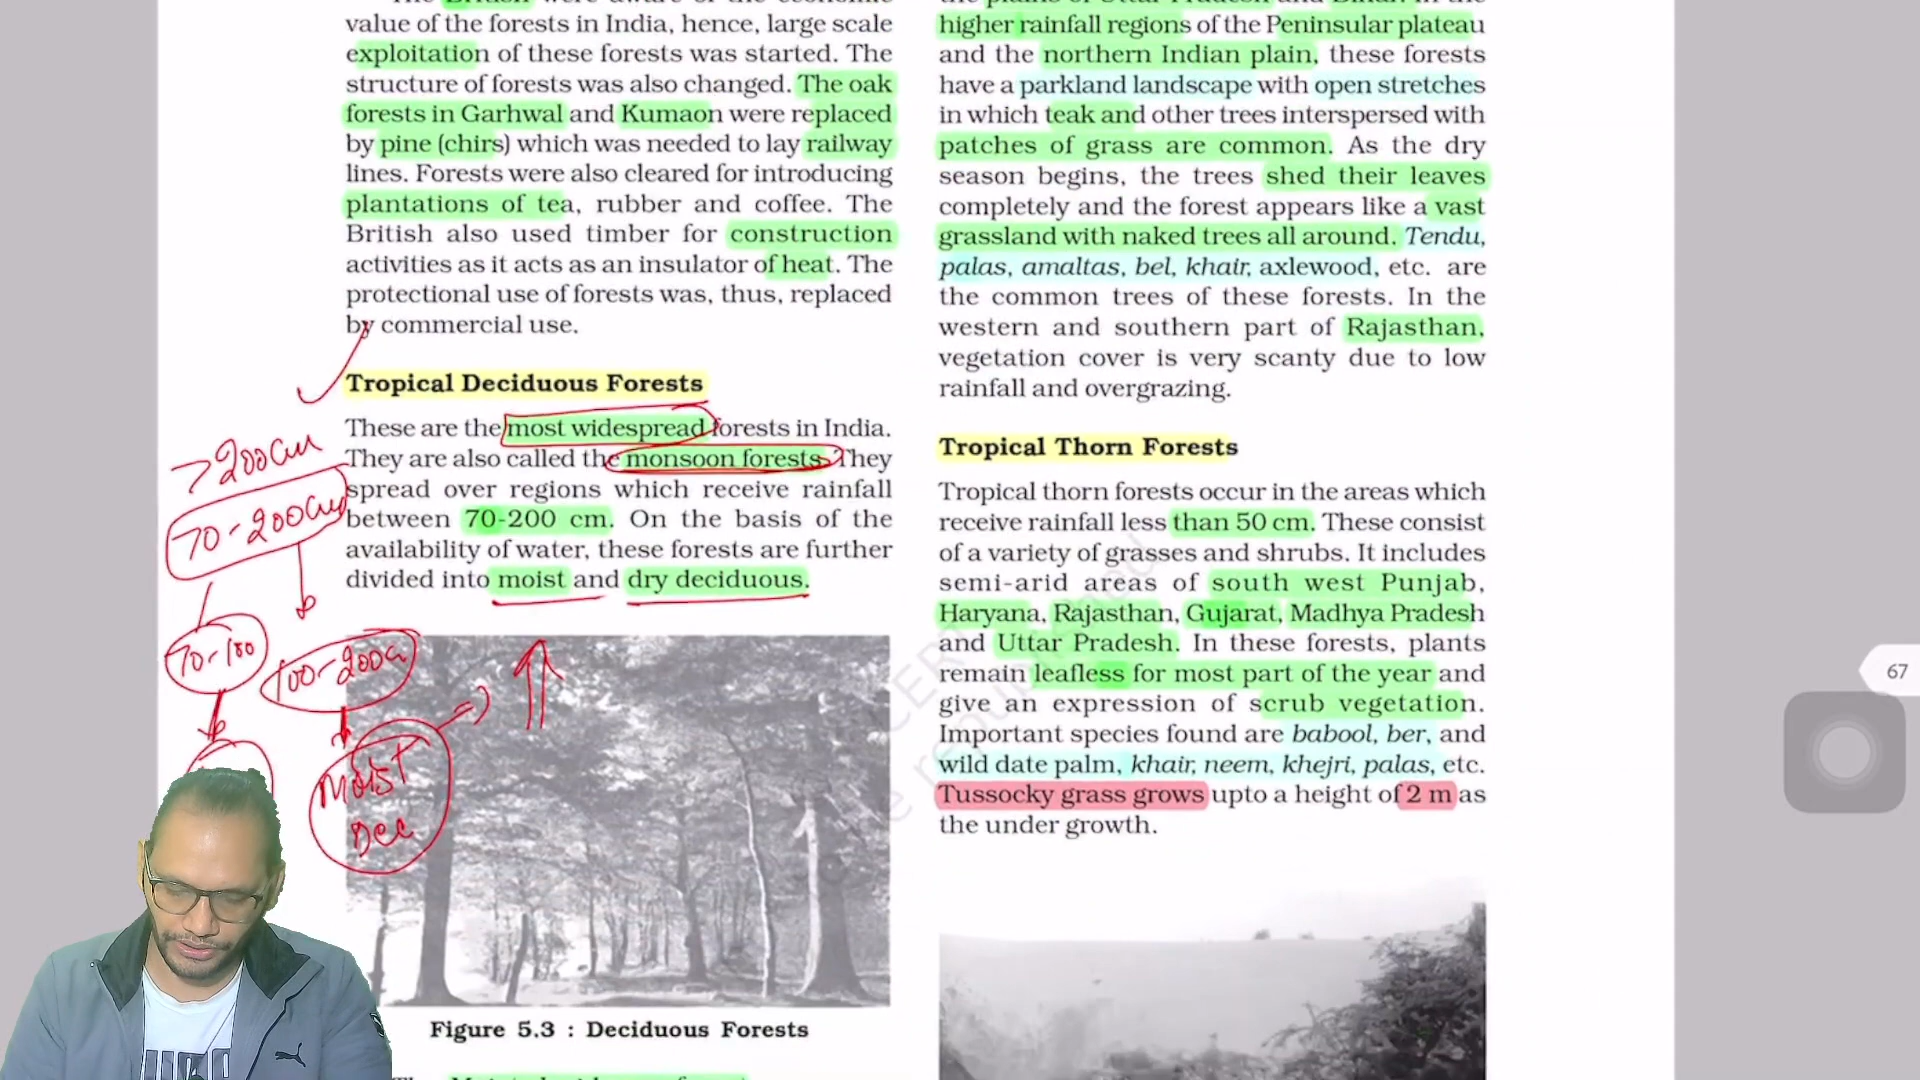 value of the forests in India, hence, large scale
exploitation of these forests was started. The
structure of forests was also changed. The oak
forests in Garhwal and Kumaon were replaced
by pine (chirs) which was needed to lay railway
lines. Forests were also cleared for introducing
plantations of tea, rubber and coffee. The
British also used timber for construction
activities as it acts as an insulator of heat. The
protectional use of forests was, thus, replaced
by commercial use.
Tropical Deciduous Forests
These are the most widespread forests in India.
They are also called the monsoon forests. They
spread over regions which receive rainfall
between 70-200 cm. On the basis of the
availability of water, these forests are further
divided into moist and dry deciduous.
>200cm
70-200cm
70-100
100-200c
Moist
Dec
Figure 5.3 : Deciduous Forests
higher rainfall regions of the Peninsular plateau
and the northern Indian plain, these forests
have a parkland landscape with open stretches
in which teak and other trees interspersed with
patches of grass are common. As the dry
season begins, the trees shed their leaves
completely and the forest appears like a vast
grassland with naked trees all around. Tendu,
palas, amaltas, bel, khair, axlewood, etc. are
the common trees of these forests. In the
western and southern part of Rajasthan,
vegetation cover is very scanty due to low
rainfall and overgrazing.
Tropical Thorn Forests
Tropical thorn forests occur in the areas which
receive rainfall less than 50 cm. These consist
of a variety of grasses and shrubs. It includes
semi-arid areas of south west Punjab,
Haryana, Rajasthan, Gujarat, Madhya Pradesh
and Uttar Pradesh. In these forests, plants
remain leafless for most part of the year and
give an expression of scrub vegetation.
Important species found are babool, ber, and
wild date palm, khair, neem, khejri, palas, etc.
Tussocky grass grows upto a height of 2 m as
the under growth.
67